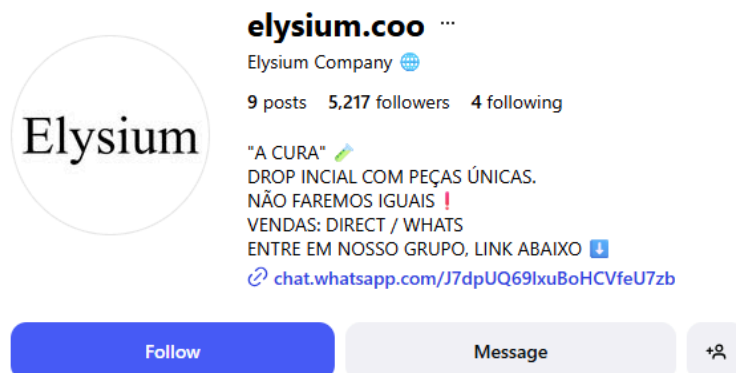 elysium.coo ...
Elysium
Elysium Company 🌐
9 posts 5,217 followers 4 following
"A CURA" 🧪
DROP INCIAL COM PEÇAS ÚNICAS.
NÃO FAREMOS IGUAIS❗
VENDAS: DIRECT / WHATS
ENTRE EM NOSSO GRUPO, LINK ABAIXO ⬇️
chat.whatsapp.com/J7dpUQ69lxuBoHCVfeU7zb
Follow
Message